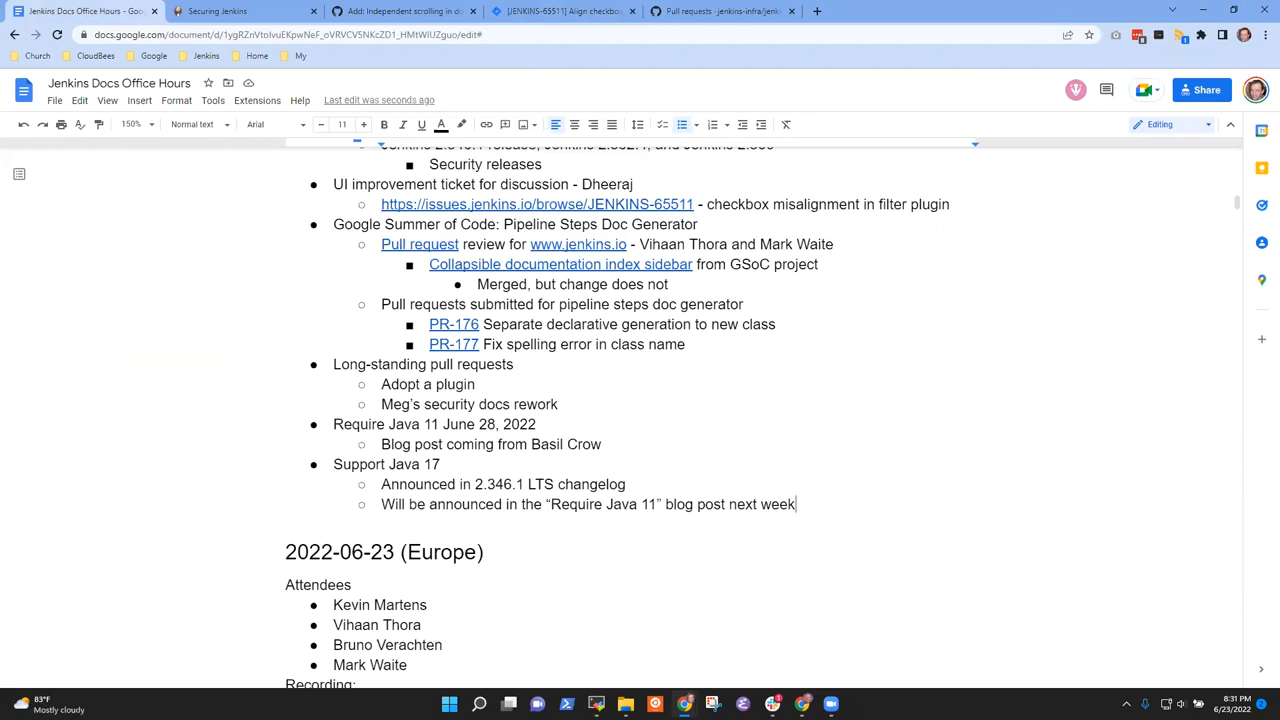 Jenkins Docs Office Hours - Goo
Securing Jenkins
Add: Independent scrolling in do
[JENKINS-65511] Align checkbox
Pull requests - jenkins-infra/jenk
docs.google.com/document/d/1ygRZnVtoIvuEKpwNeF_oVRVCV5NKcZD1_HMtWIUZguo/edit#
Church
CloudBees
Google
Jenkins
Home
My
Jenkins Docs Office Hours
File Edit View Insert Format Tools Extensions Help Last edit was seconds ago
Share
150% Normal text Arial 11 Editing
Security releases
UI improvement ticket for discussion - Dheeraj
https://issues.jenkins.io/browse/JENKINS-65511 - checkbox misalignment in filter plugin
Google Summer of Code: Pipeline Steps Doc Generator
Pull request review for www.jenkins.io - Vihaan Thora and Mark Waite
Collapsible documentation index sidebar from GSoC project
Merged, but change does not
Pull requests submitted for pipeline steps doc generator
PR-176 Separate declarative generation to new class
PR-177 Fix spelling error in class name
Long-standing pull requests
Adopt a plugin
Meg’s security docs rework
Require Java 11 June 28, 2022
Blog post coming from Basil Crow
Support Java 17
Announced in 2.346.1 LTS changelog
Will be announced in the “Require Java 11” blog post next week
2022-06-23 (Europe)
Attendees
Kevin Martens
Vihaan Thora
Bruno Verachten
Mark Waite
Recording:
83°F
Mostly cloudy
8:31 PM
6/23/2022